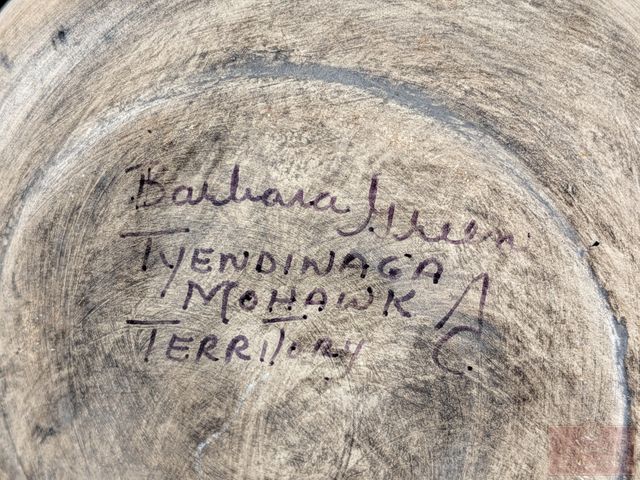 Barbara Green
TYENDINAGA
MOHAWK
TERRITORY